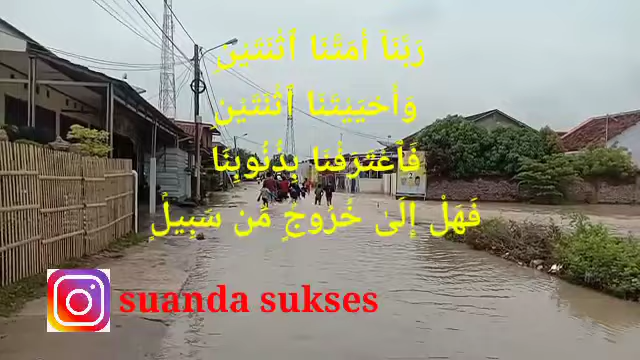 رَبَّنَآ أَمَتَّنَا ٱثْنَتَيْنِ
وَأَحْيَيْتَنَا ٱثْنَتَيْنِ
فَٱعْتَرَفْنَا بِذُنُوبِنَا
فَهَلْ إِلَىٰ خُرُوجٍ مِّن سَبِيلٍ
suanda sukses